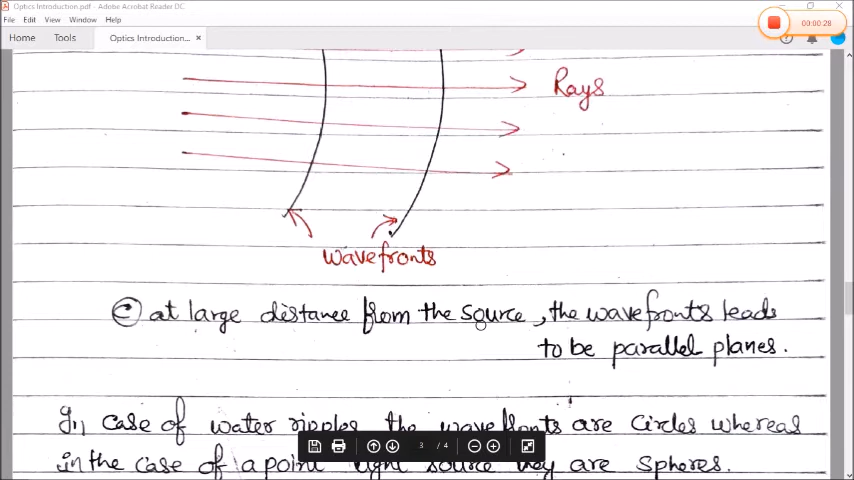 Optics Introduction.pdf - Adobe Acrobat Reader DC
File Edit View Window Help
00:00:28
Home Tools Optics Introduction... ×
Rays
wavefronts
C at large distance from the source, the wavefronts leads
to be parallel planes.
In case of water ripples the wavefronts are circles whereas
3 / 4
in the case of a point light source they are spheres.